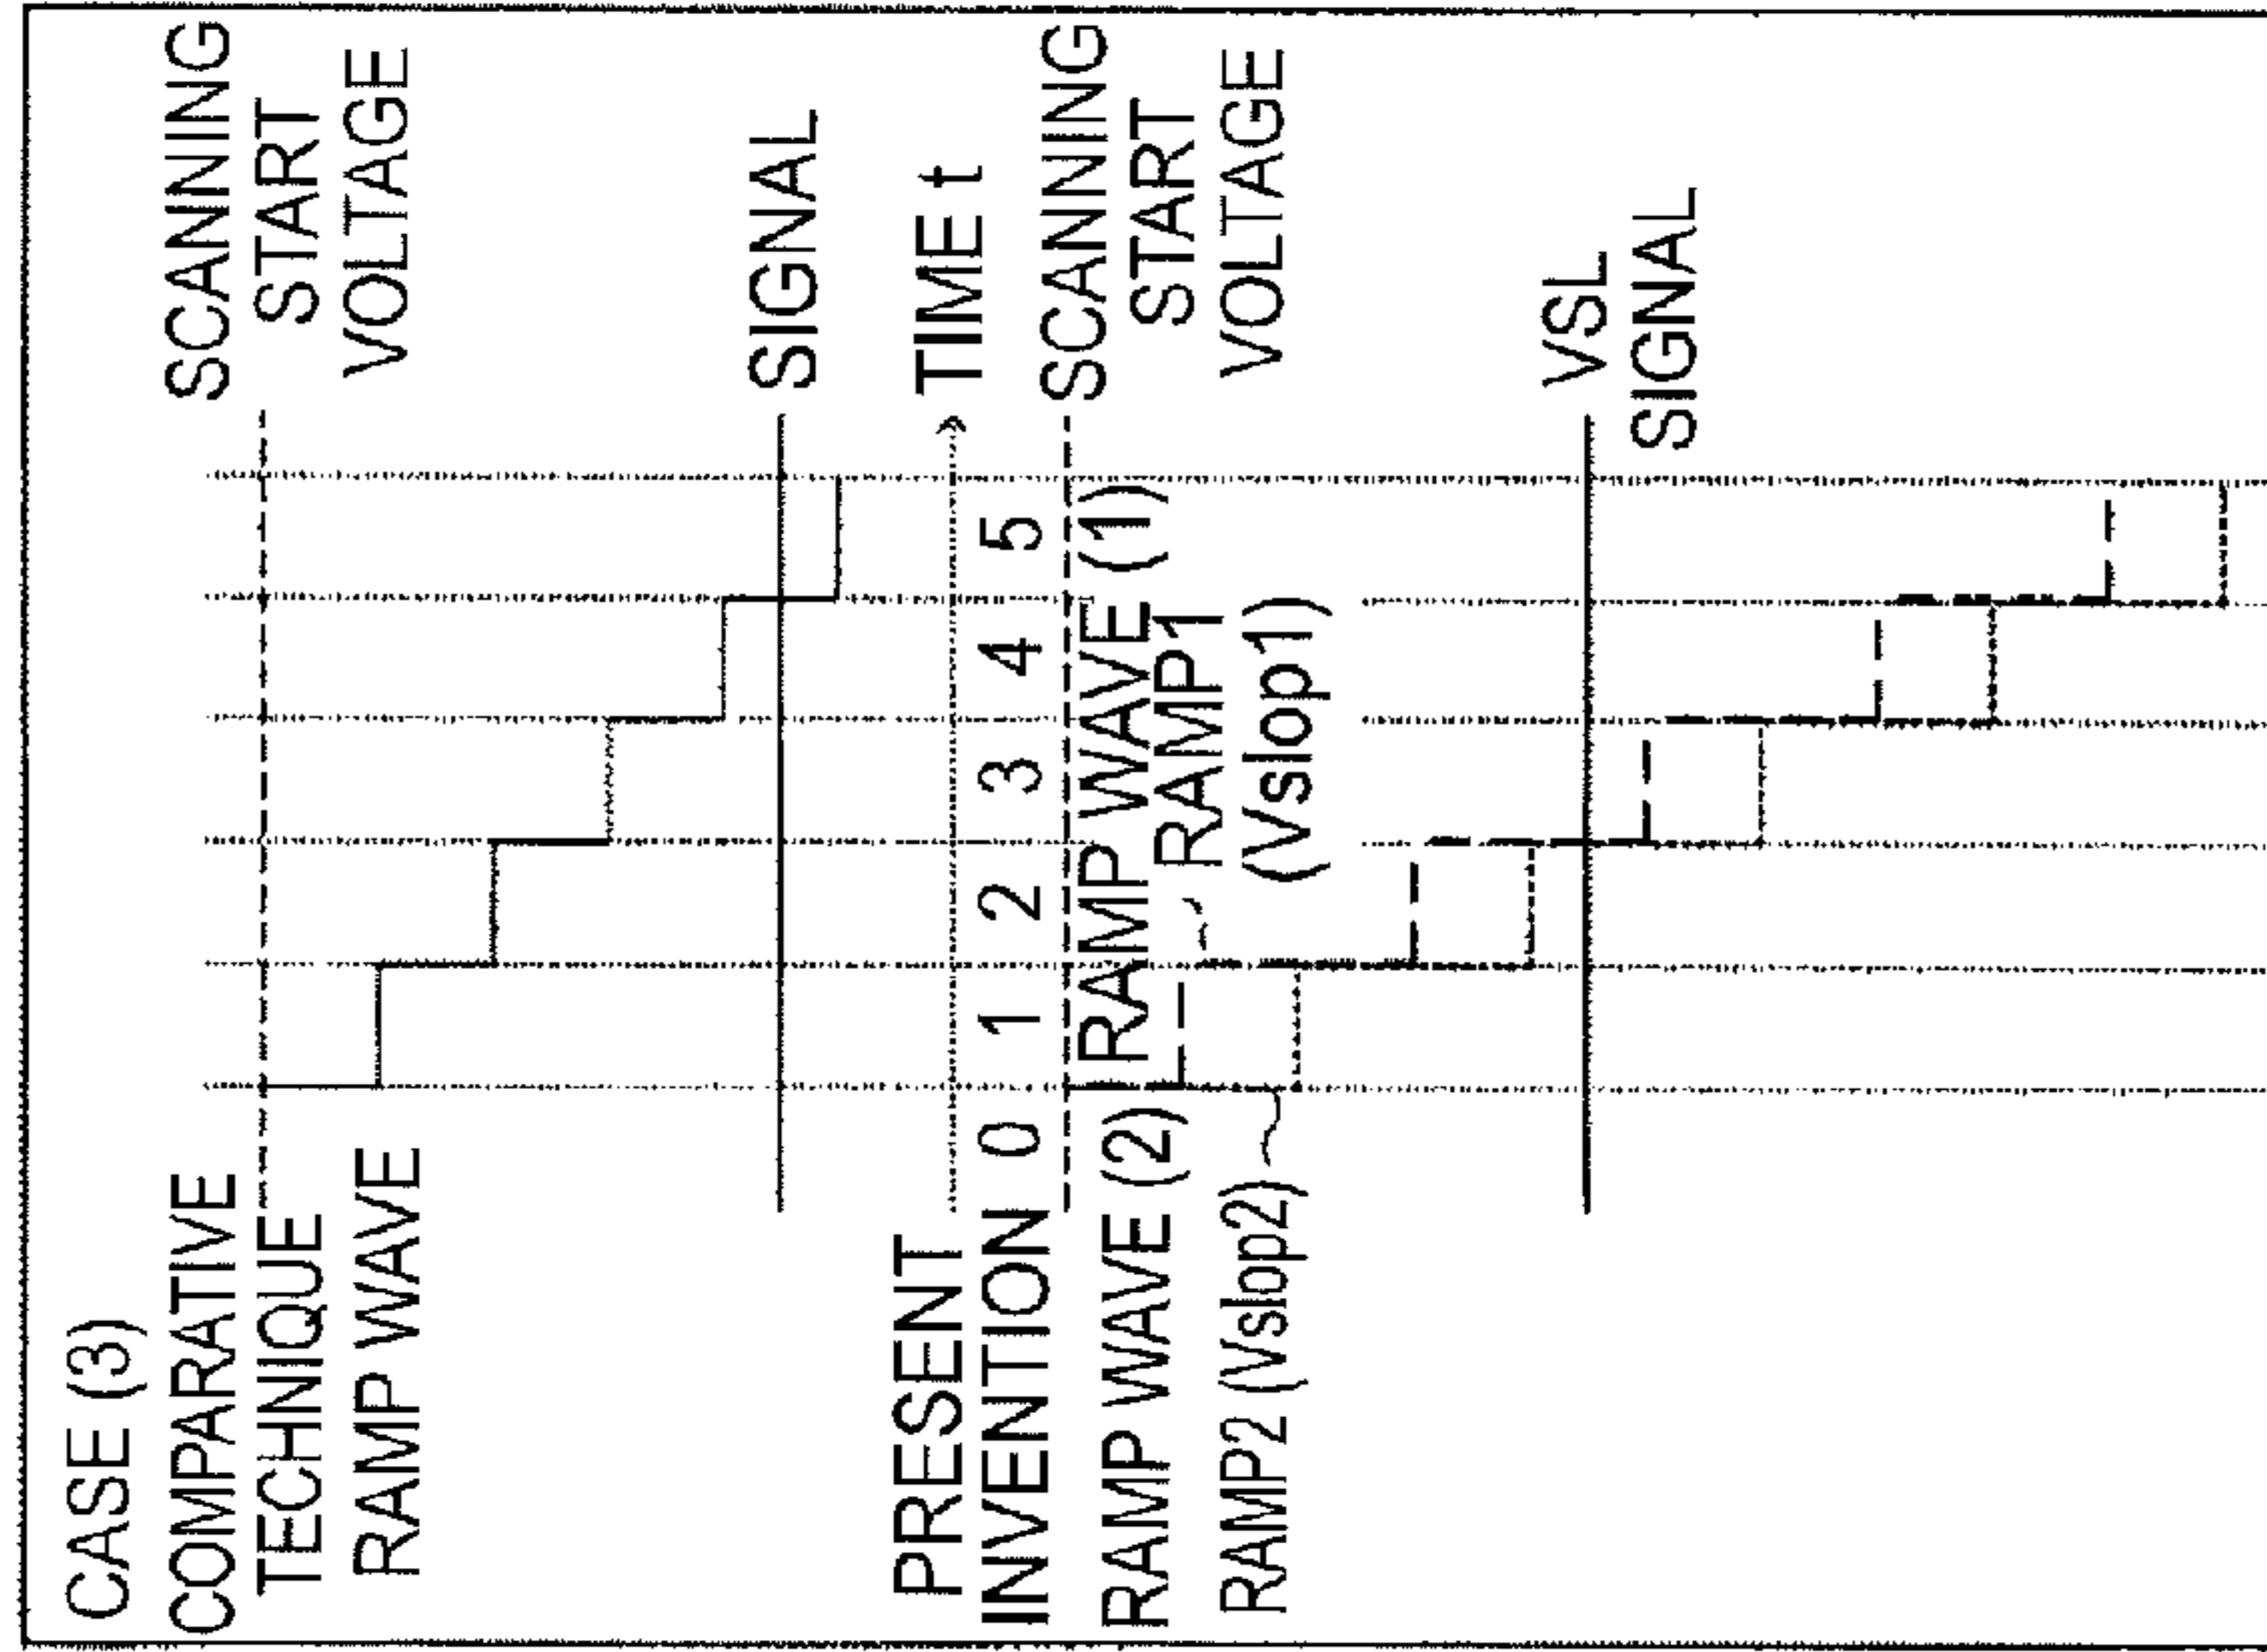 CASE (3)
COMPARATIVE
TECHNIQUE
RAMP WAVE
SCANNING
START
VOLTAGE
SIGNAL
TIME t
PRESENT
INVENTION
0 1 2 3 4 5
SCANNING
START
VOLTAGE
RAMP WAVE (2)
RAMP WAVE (1)
RAMP1
(Vslop1)
RAMP2 (Vslop2)
VSL
SIGNAL